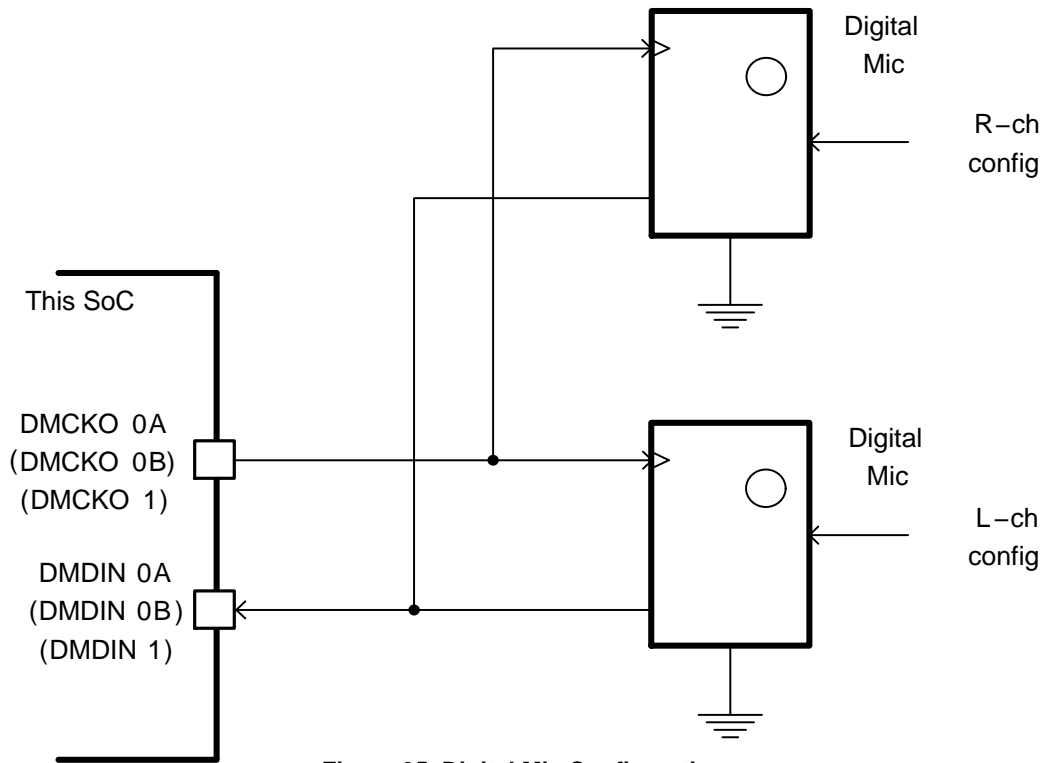 Digital
Mic
R–ch
config
This SoC
DMCKO 0A
(DMCKO 0B)
(DMCKO 1)
Digital
Mic
L–ch
config
DMDIN 0A
(DMDIN 0B)
(DMDIN 1)